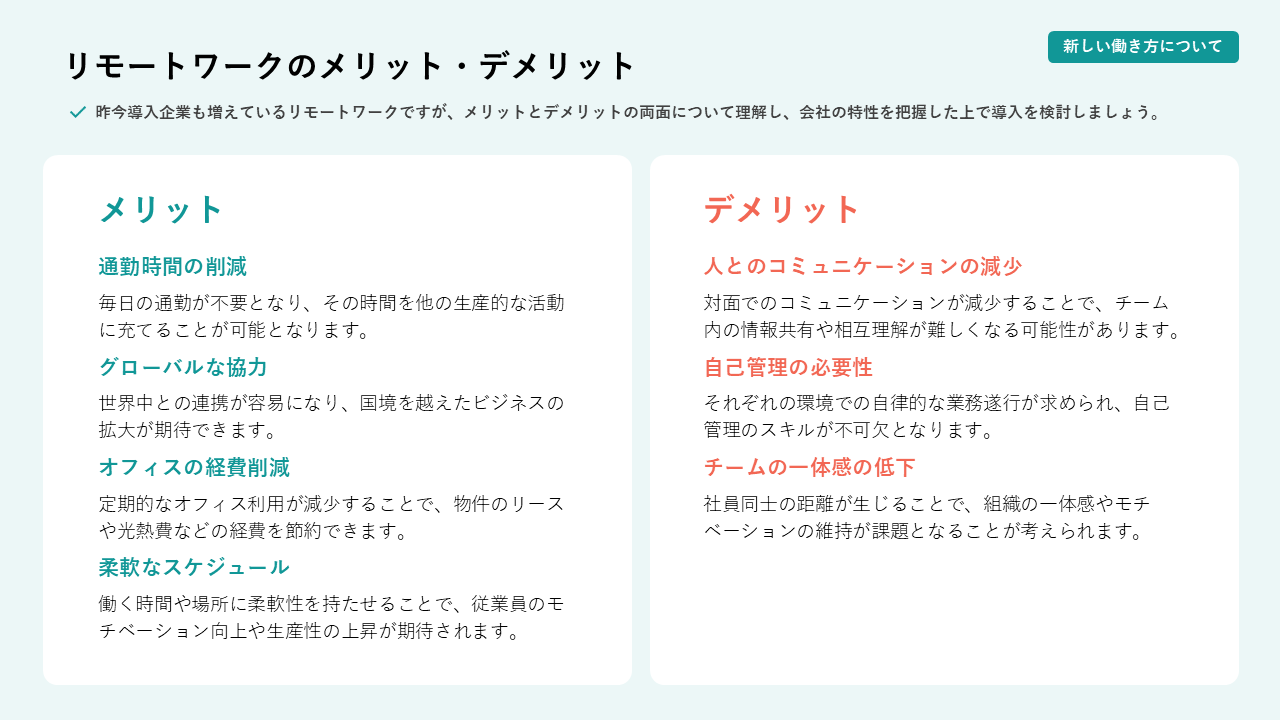 新しい働き方について
リモートワークのメリット・デメリット
昨今導入企業も増えているリモートワークですが、メリットとデメリットの両面について理解し、会社の特性を把握した上で導入を検討しましょう。
メリット
通勤時間の削減
毎日の通勤が不要となり、その時間を他の生産的な活動
に充てることが可能となります。
グローバルな協力
世界中との連携が容易になり、国境を越えたビジネスの
拡大が期待できます。
オフィスの経費削減
定期的なオフィス利用が減少することで、物件のリース
や光熱費などの経費を節約できます。
柔軟なスケジュール
働く時間や場所に柔軟性を持たせることで、従業員のモ
チベーション向上や生産性の上昇が期待されます。
デメリット
人とのコミュニケーションの減少
対面でのコミュニケーションが減少することで、チーム
内の情報共有や相互理解が難しくなる可能性があります。
自己管理の必要性
それぞれの環境での自律的な業務遂行が求められ、自己
管理のスキルが不可欠となります。
チームの一体感の低下
社員同士の距離が生じることで、組織の一体感やモチ
ベーションの維持が課題となることが考えられます。